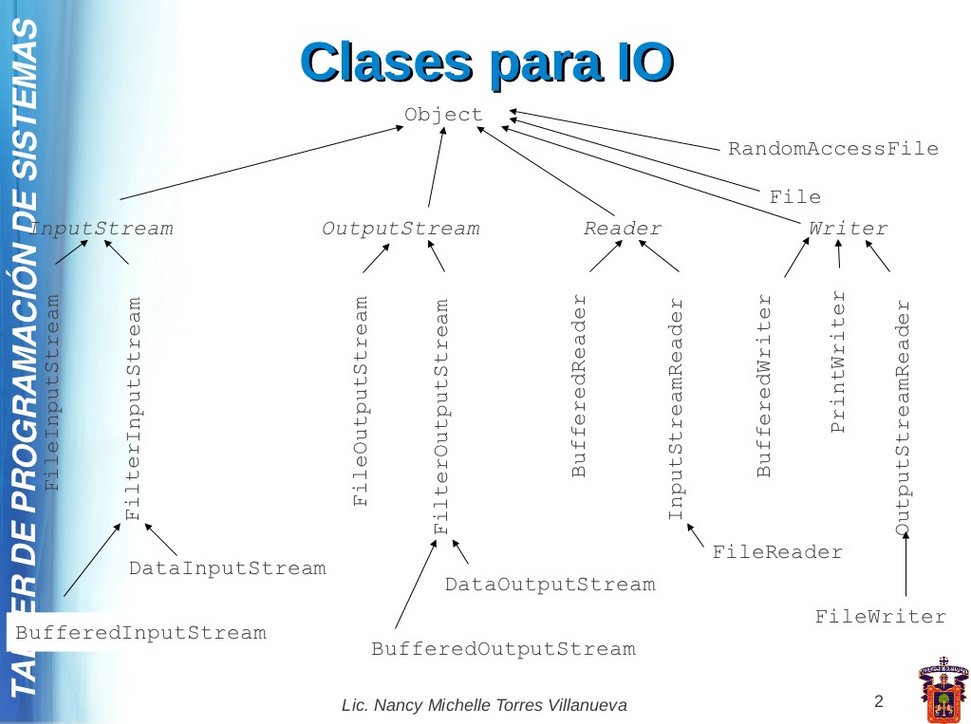 Clases para IO
Object
RandomAccessFile
File
InputStream
OutputStream
Reader
Writer
FileInputStream
FilterInputStream
FileOutputStream
FilterOutputStream
BufferedReader
InputStreamReader
BufferedWriter
PrintWriter
OutputStreamReader
FileReader
DataInputStream
DataOutputStream
FileWriter
BufferedInputStream
BufferedOutputStream
TALLER DE PROGRAMACIÓN DE SISTEMAS
Lic. Nancy Michelle Torres Villanueva
2